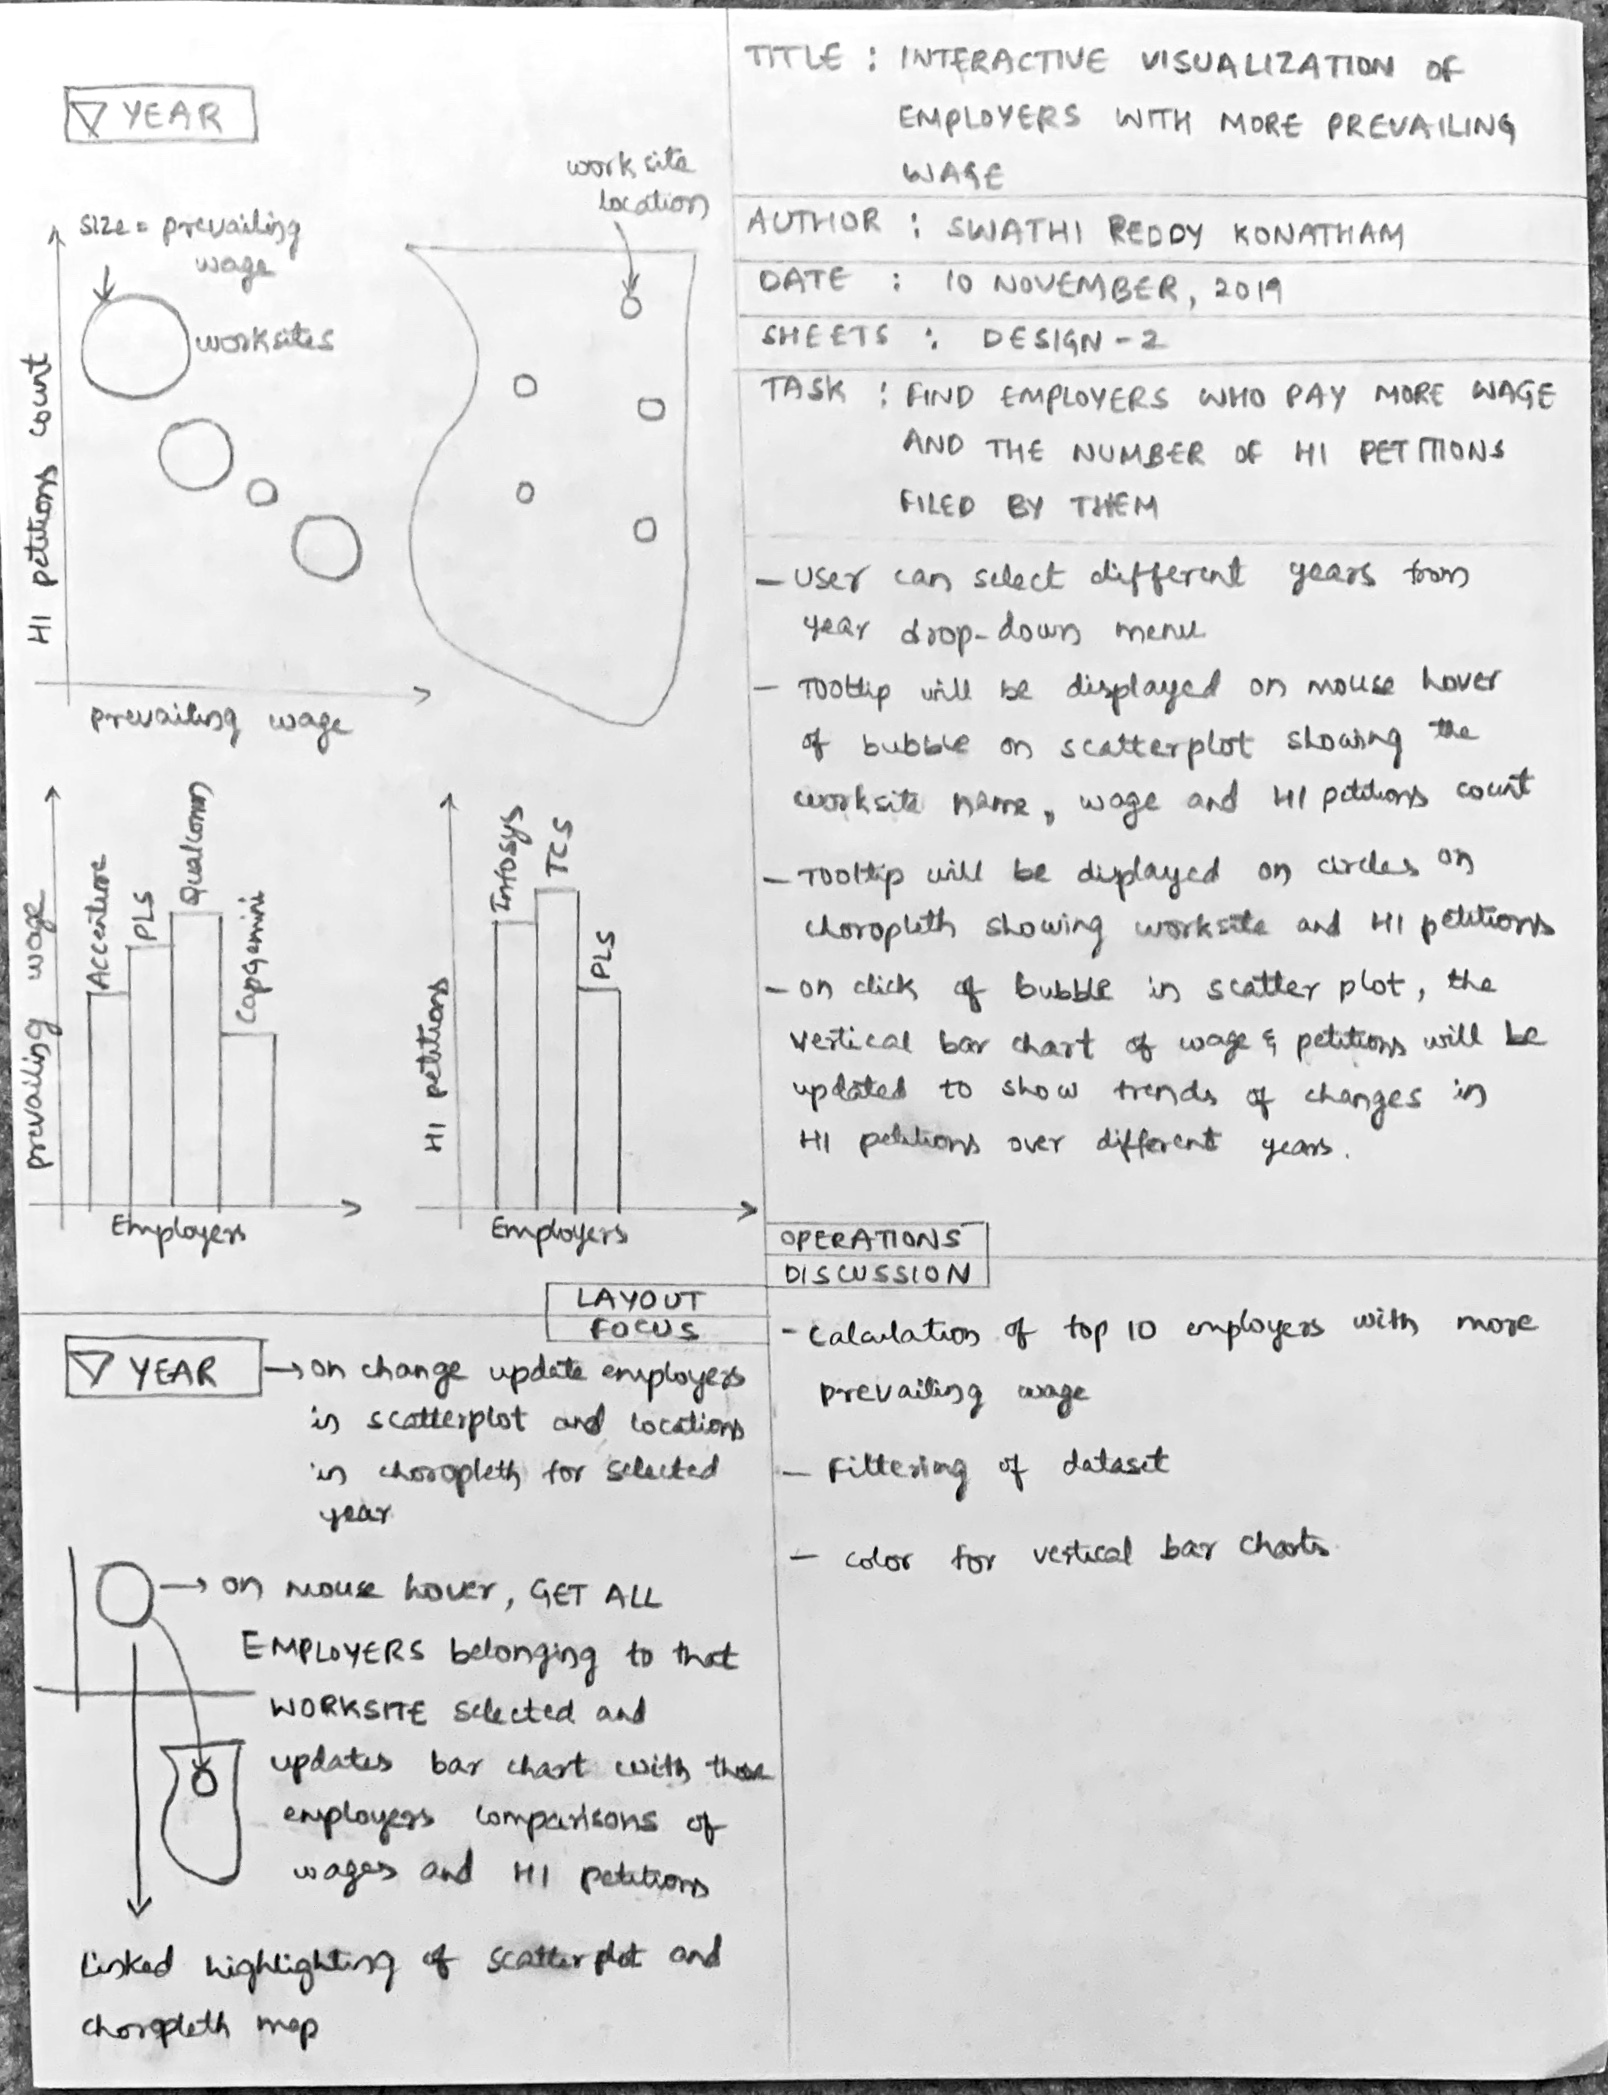 ▽ YEAR
size = prevailing
wage
worksites
H1 petitions count
prevailing wage
work site
location
prevailing wage
Accenture
PLS
Qualcomm
Capgemini
Employers
H1 petitions
Infosys
TCS
PLS
Employers
LAYOUT
FOCUS
▽ YEAR → on change update employers
in scatterplot and locations
in choropleth for selected
year
→ on mouse hover, GET ALL
EMPLOYERS belonging to that
WORKSITE selected and
updates bar chart with those
employers comparisons of
wages and H1 petitions
Linked highlighting of scatter plot and
choropleth map
TITLE : INTERACTIVE VISUALIZATION OF
EMPLOYERS WITH MORE PREVAILING
WAGE
AUTHOR : SWATHI REDDY KONATHAM
DATE : 10 NOVEMBER, 2019
SHEETS : DESIGN - 2
TASK : FIND EMPLOYERS WHO PAY MORE WAGE
AND THE NUMBER OF H1 PETITIONS
FILED BY THEM
- User can select different years from
year drop-down menu
- Tooltip will be displayed on mouse hover
of bubble on scatterplot showing the
worksite name, wage and H1 petitions count
- Tooltip will be displayed on circles on
choropleth showing worksite and H1 petitions
- on click of bubble in scatter plot, the
vertical bar chart of wage & petitions will be
updated to show trends of changes in
H1 petitions over different years.
OPERATIONS
DISCUSSION
- Calculation of top 10 employers with more
prevailing wage
- Filtering of dataset
- color for vertical bar charts